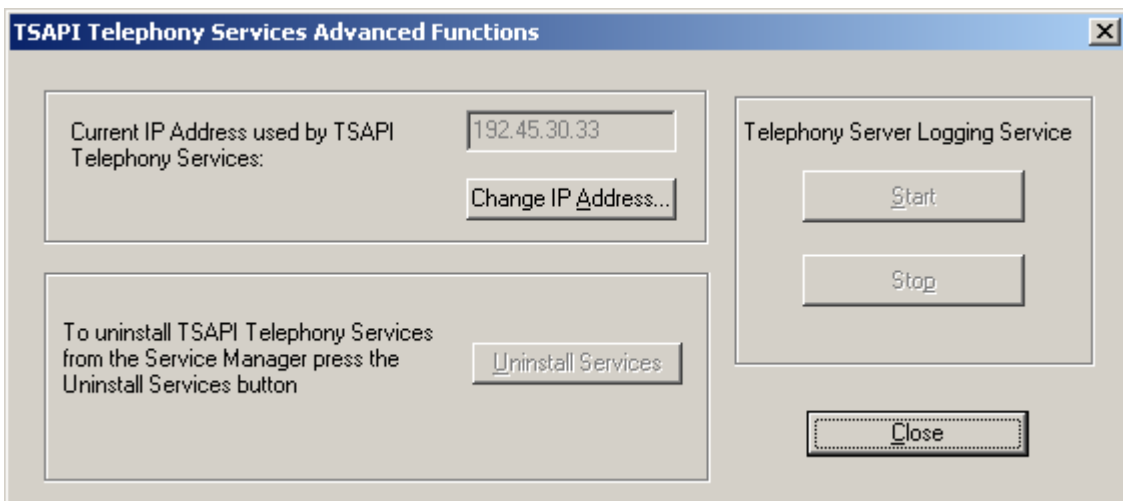 TSAPI Telephony Services Advanced Functions
Current IP Address used by TSAPI
Telephony Services:
192.45.30.33
Change IP Address...
Telephony Server Logging Service
Start
Stop
To uninstall TSAPI Telephony Services
from the Service Manager press the
Uninstall Services button
Uninstall Services
Close